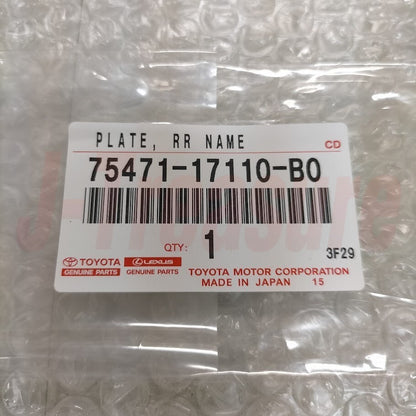 PLATE, RR NAME CD
75471-17110-B0
QTY: 1
3F29
TOYOTA LEXUS
GENUINE PARTS GENUINE PARTS
TOYOTA MOTOR CORPORATION
MADE IN JAPAN 15
J-Treasure